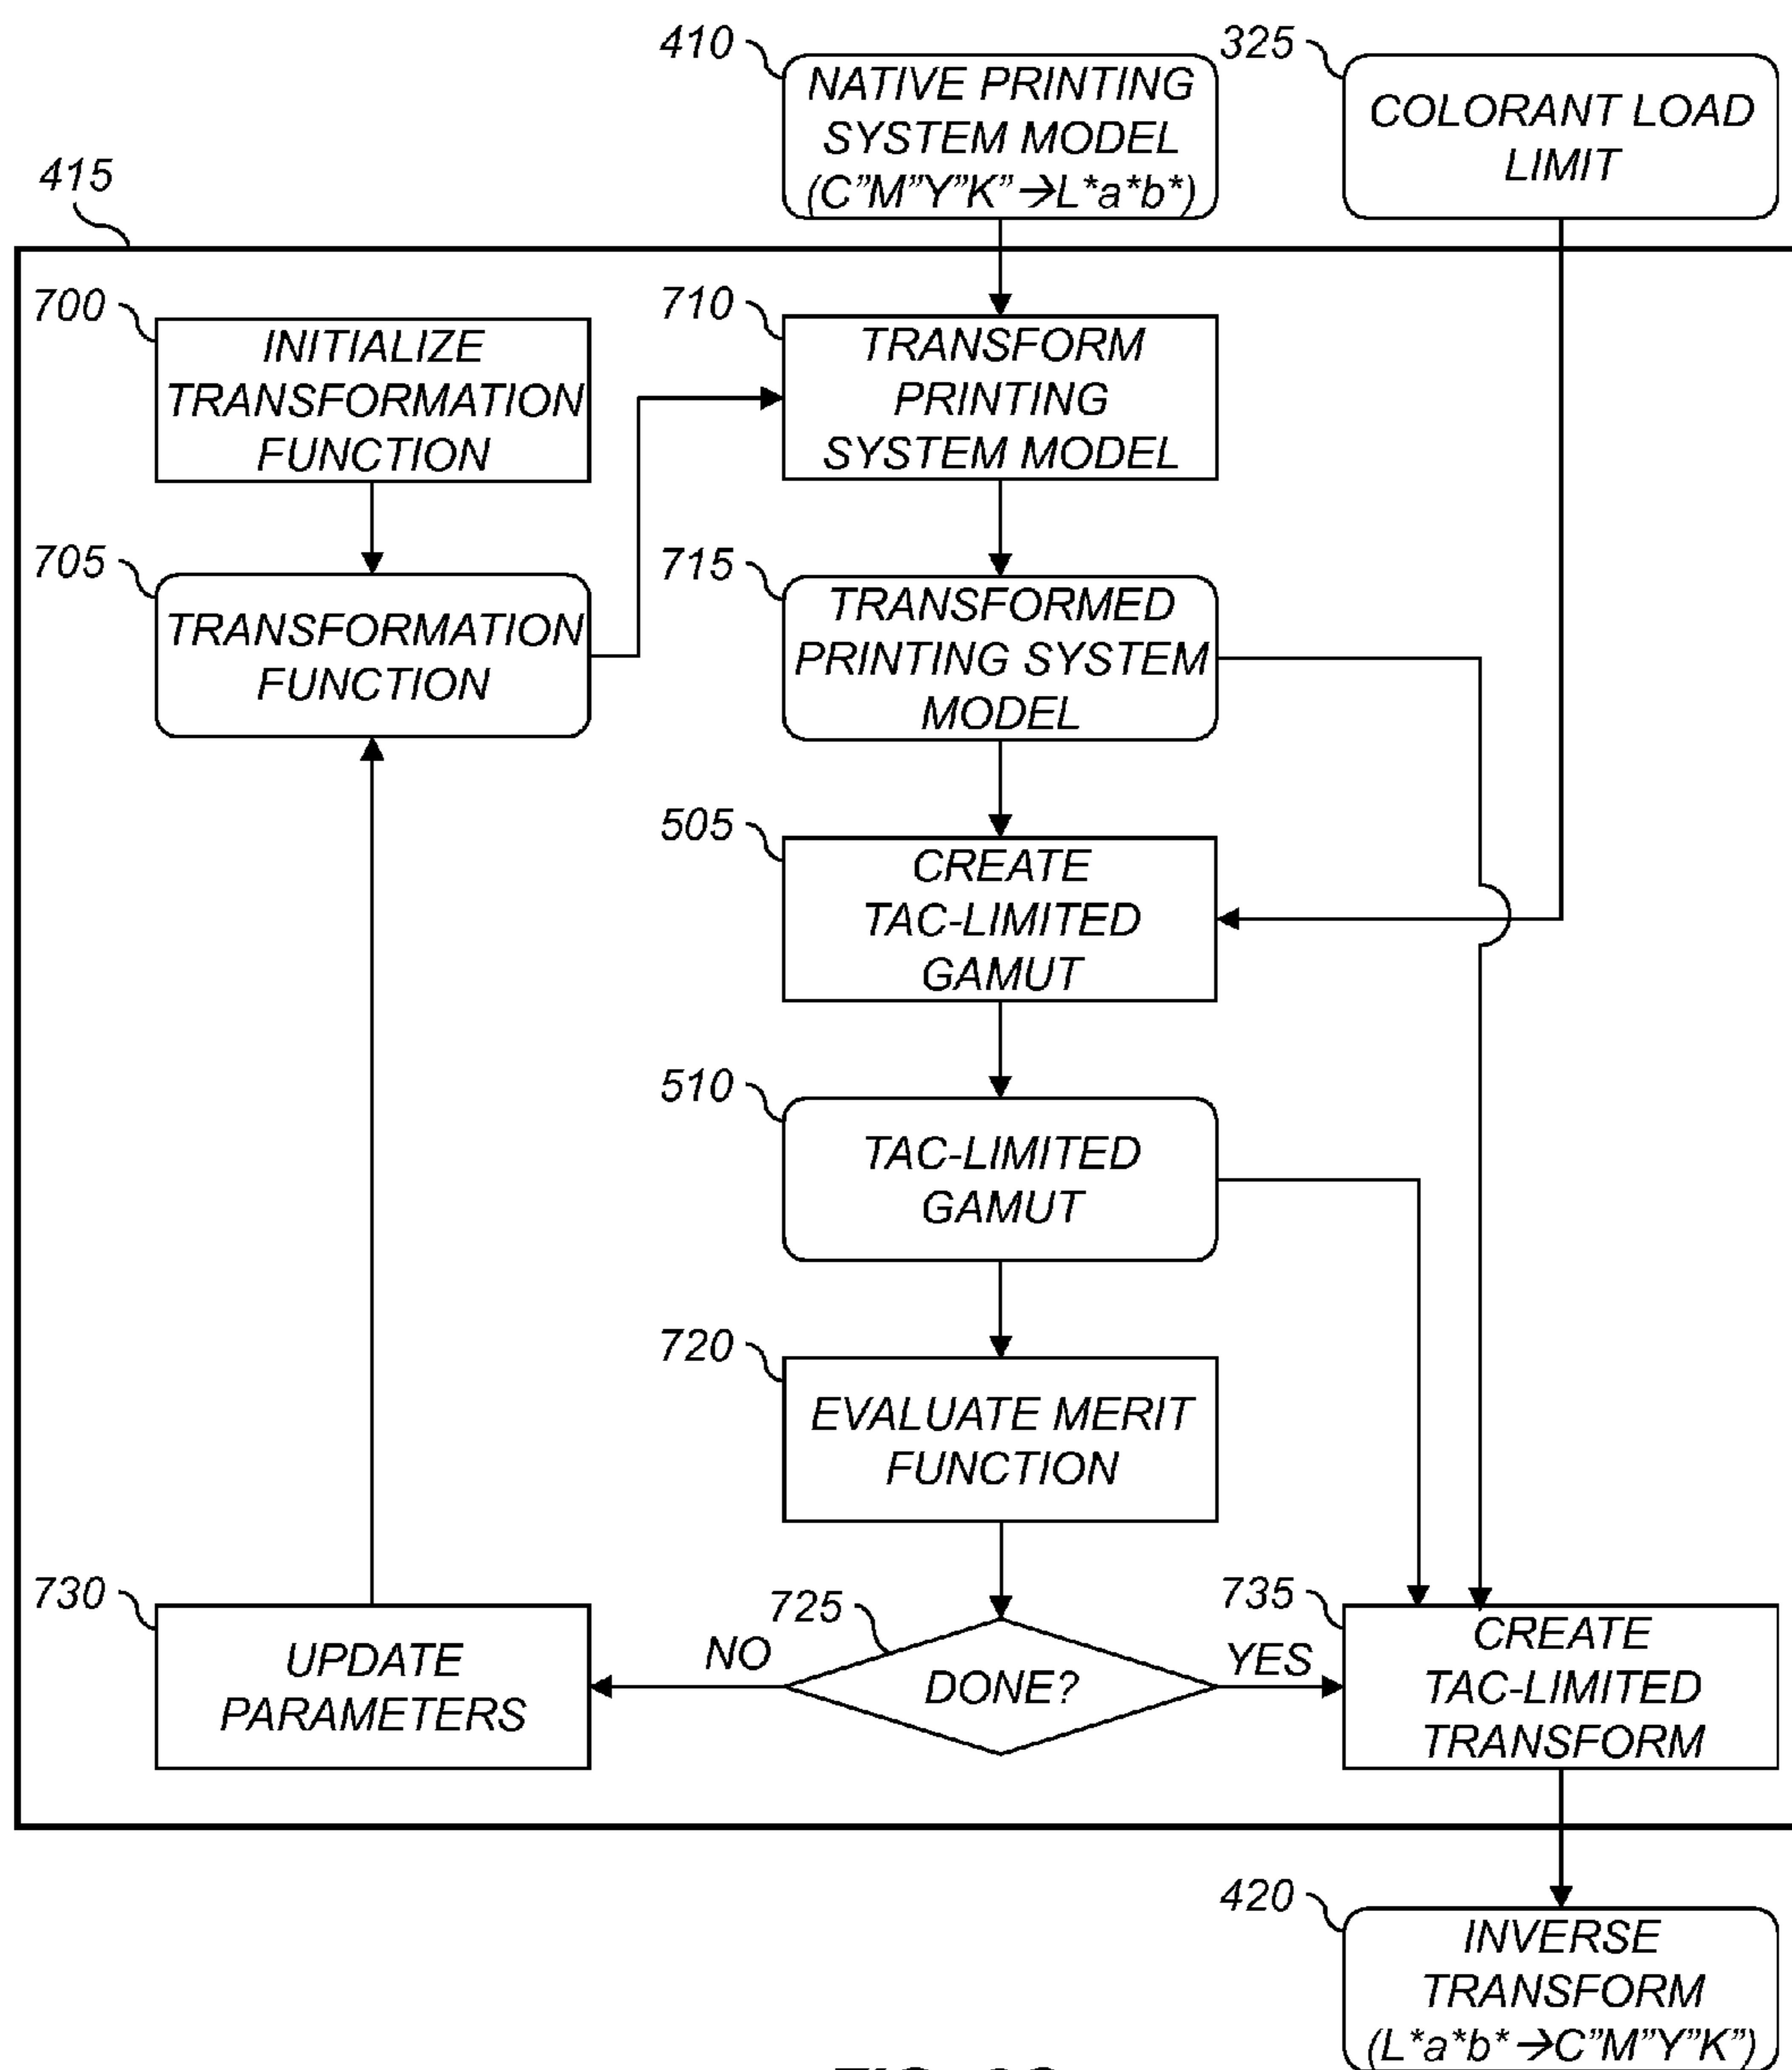 410
NATIVE PRINTING
SYSTEM MODEL
(C”M”Y”K”→L*a*b*)
325
COLORANT LOAD
LIMIT
415
700
INITIALIZE
TRANSFORMATION
FUNCTION
710
TRANSFORM
PRINTING
SYSTEM MODEL
705
TRANSFORMATION
FUNCTION
715
TRANSFORMED
PRINTING SYSTEM
MODEL
505
CREATE
TAC-LIMITED
GAMUT
510
TAC-LIMITED
GAMUT
720
EVALUATE MERIT
FUNCTION
730
UPDATE
PARAMETERS
NO
725
DONE?
YES
735
CREATE
TAC-LIMITED
TRANSFORM
420
INVERSE
TRANSFORM
(L*a*b*→C”M”Y”K”)